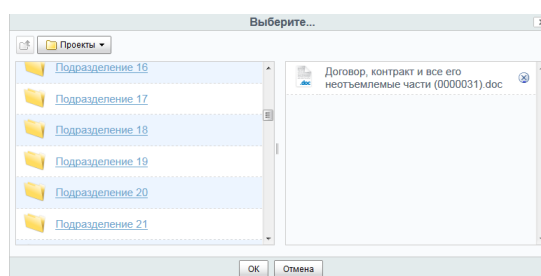 Выберите...
Проекты
Подразделение 16
Подразделение 17
Подразделение 18
Подразделение 19
Подразделение 20
Подразделение 21
Договор, контракт и все его
неотъемлемые части (0000031).doc
.doc
ОК
Отмена